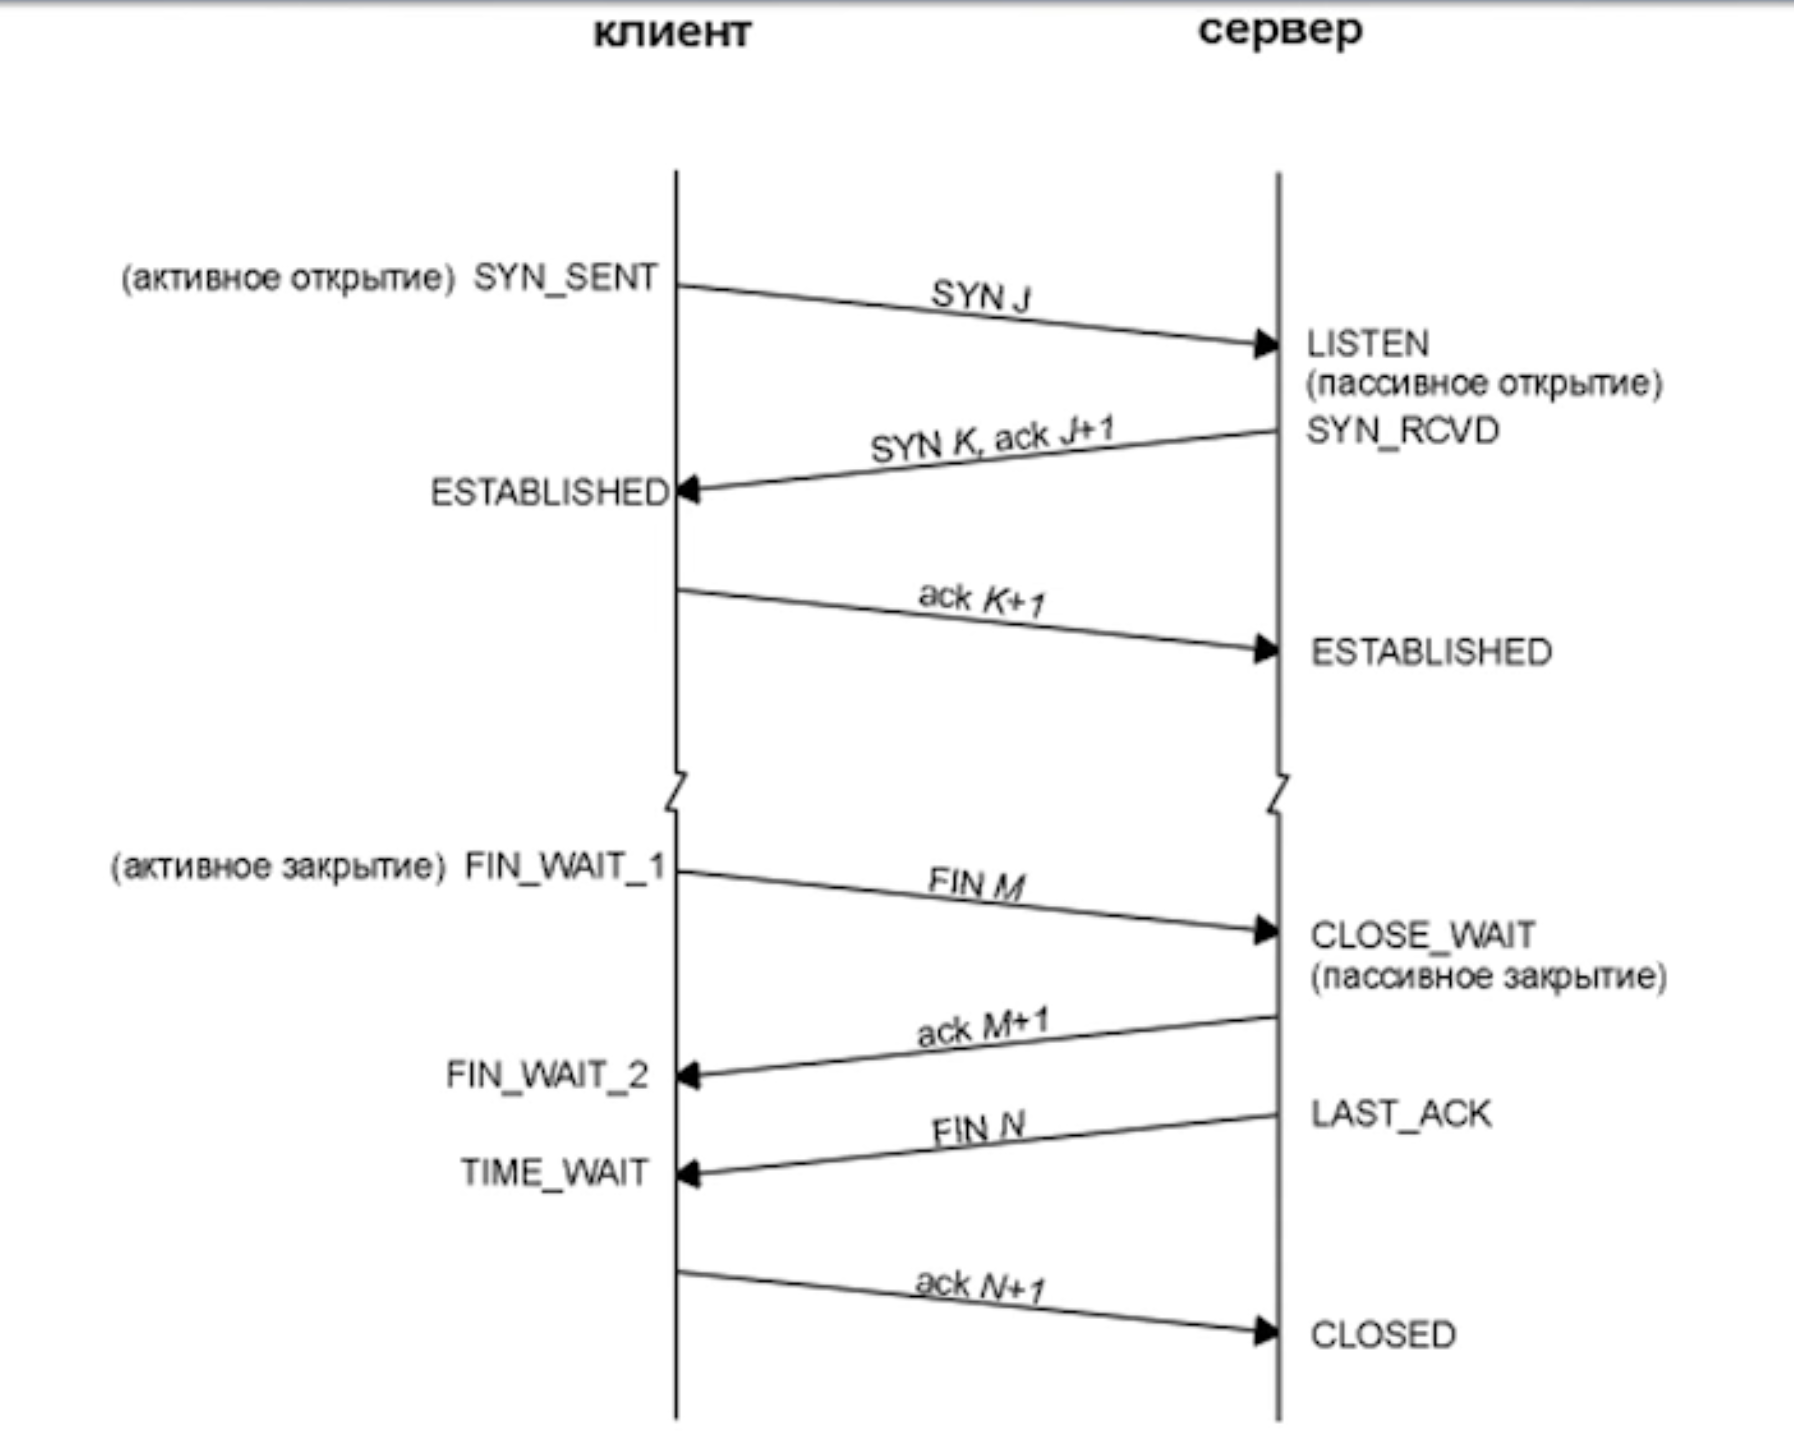 клиент сервер
(активное открытие) SYN_SENT
SYN J
LISTEN
(пассивное открытие)
SYN K, ack J+1
SYN_RCVD
ESTABLISHED
ack K+1
ESTABLISHED
(активное закрытие) FIN_WAIT_1
FIN M
CLOSE_WAIT
(пассивное закрытие)
ack M+1
FIN_WAIT_2
FIN N
LAST_ACK
TIME_WAIT
ack N+1
CLOSED